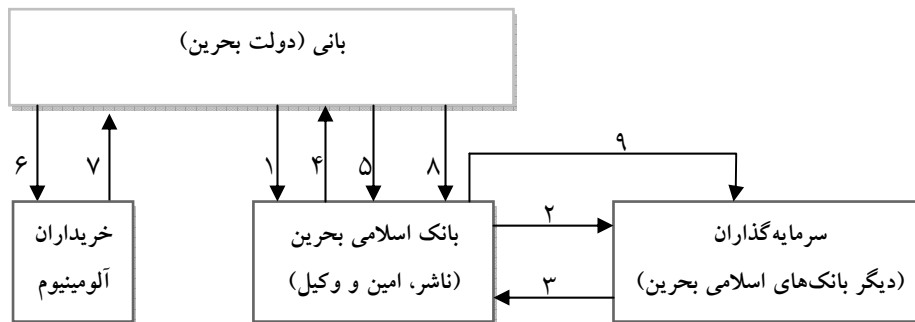 بانی (دولت بحرین)
۹
۶ ۷ ۱ ۴ ۵ ۸
۲
۳
خریداران
آلومینیوم
بانک اسلامی بحرین
(ناشر، امین و وکیل)
سرمایه‌گذاران
(دیگر بانک‌های اسلامی بحرین)